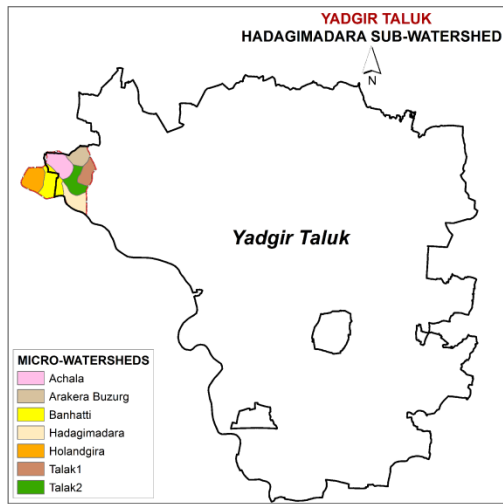 YADGIR TALUK
HADAGIMADARA SUB-WATERSHED
N
Yadgir Taluk
MICRO-WATERSHEDS
Achala
Arakera Buzurg
Banhatti
Hadagimadara
Holandgira
Talak1
Talak2